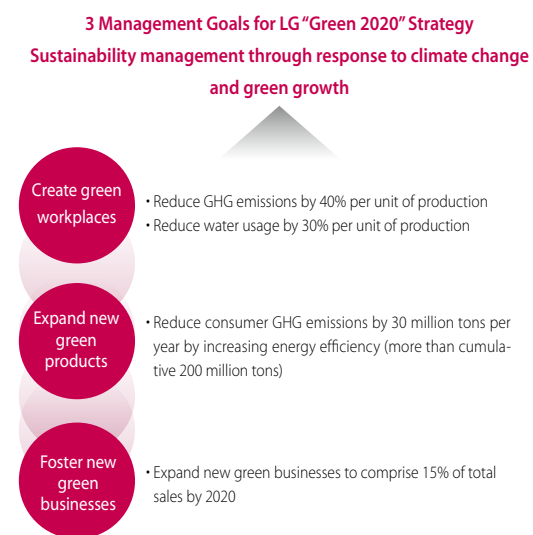 3 Management Goals for LG “Green 2020” Strategy
Sustainability management through response to climate change
and green growth
Create green
workplaces
• Reduce GHG emissions by 40% per unit of production
• Reduce water usage by 30% per unit of production
Expand new
green
products
• Reduce consumer GHG emissions by 30 million tons per
year by increasing energy efficiency (more than cumula-
tive 200 million tons)
Foster new
green
businesses
• Expand new green businesses to comprise 15% of total
sales by 2020